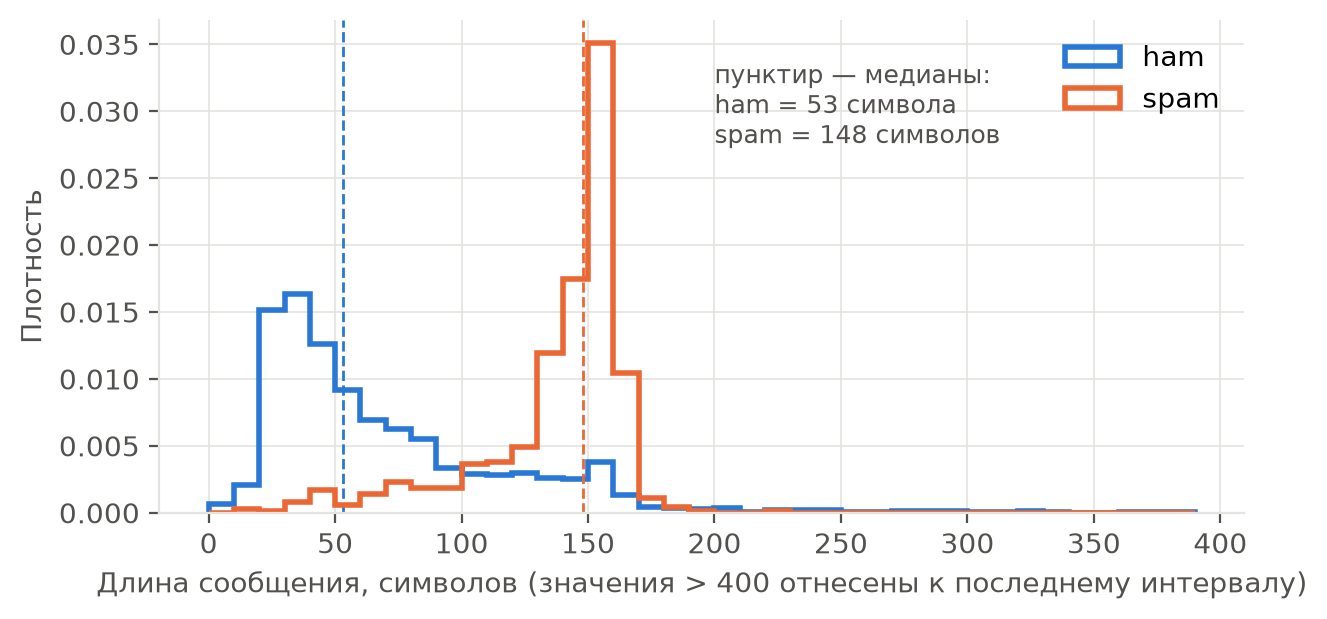 0.035
0.030
0.025
0.020
0.015
0.010
0.005
0.000
Плотность
пунктир — медианы:
ham = 53 символа
spam = 148 символов
ham
spam
0 50 100 150 200 250 300 350 400
Длина сообщения, символов (значения > 400 отнесены к последнему интервалу)